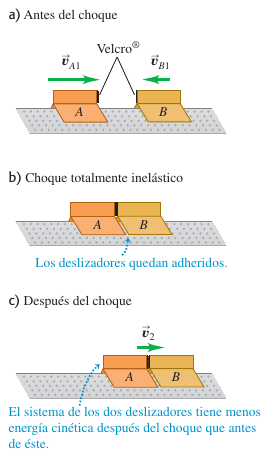 a) Antes del choque
Velcro®
v⃗A1
v⃗B1
A
B
b) Choque totalmente inelástico
A
B
Los deslizadores quedan adheridos.
c) Después del choque
v⃗2
A
B
El sistema de los dos deslizadores tiene menos
energía cinética después del choque que antes
de éste.